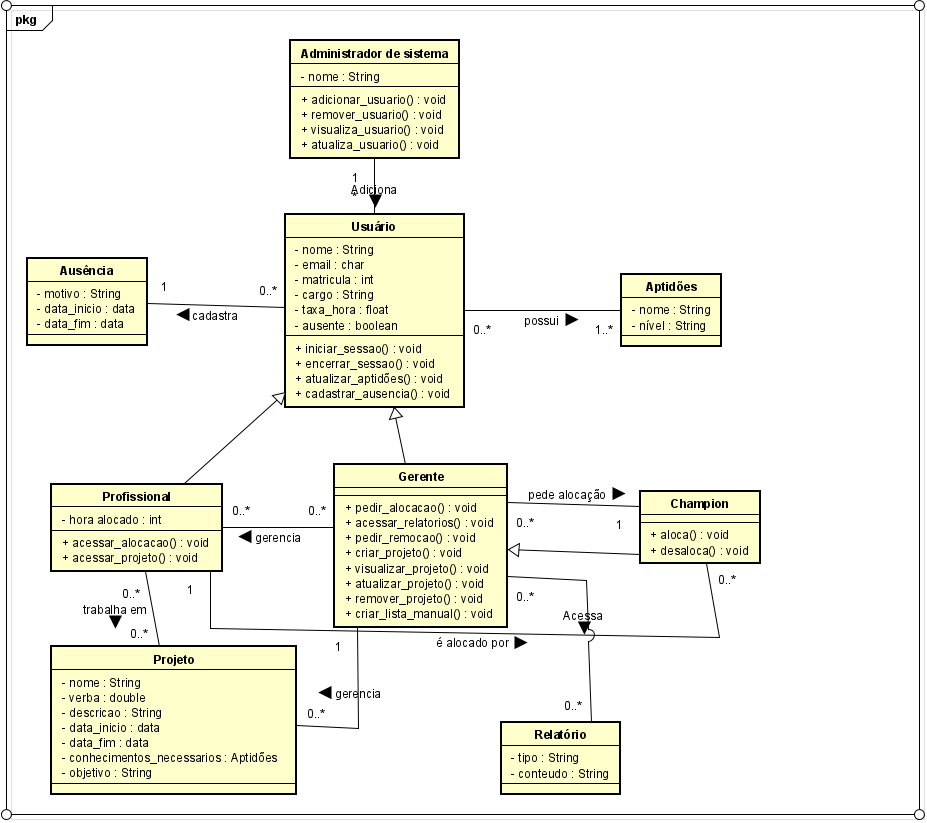 pkg
Administrador de sistema
- nome : String
+ adicionar_usuario() : void
+ remover_usuario() : void
+ visualiza_usuario() : void
+ atualiza_usuario() : void
1
Adiciona
Usuário
- nome : String
- email : char
- matricula : int
- cargo : String
- taxa_hora : float
- ausente : boolean
+ iniciar_sessao() : void
+ encerrar_sessao() : void
+ atualizar_aptidões() : void
+ cadastrar_ausencia() : void
Ausência
- motivo : String
- data_inicio : data
- data_fim : data
1
0..*
cadastra
Aptidões
- nome : String
- nível : String
0..*
possui
1..*
Profissional
- hora alocado : int
+ acessar_alocacao() : void
+ acessar_projeto() : void
0..*
0..*
gerencia
Gerente
+ pedir_alocacao() : void
+ acessar_relatorios() : void
+ pedir_remocao() : void
+ criar_projeto() : void
+ visualizar_projeto() : void
+ atualizar_projeto() : void
+ remover_projeto() : void
+ criar_lista_manual() : void
pede alocação
0..*
1
Champion
+ aloca() : void
+ desaloca() : void
0..*
1
é alocado por
0..*
trabalha em
0..*
0..*
Acessa
0..*
1
gerencia
0..*
Projeto
- nome : String
- verba : double
- descricao : String
- data_inicio : data
- data_fim : data
- conhecimentos_necessarios : Aptidões
- objetivo : String
Relatório
- tipo : String
- conteudo : String